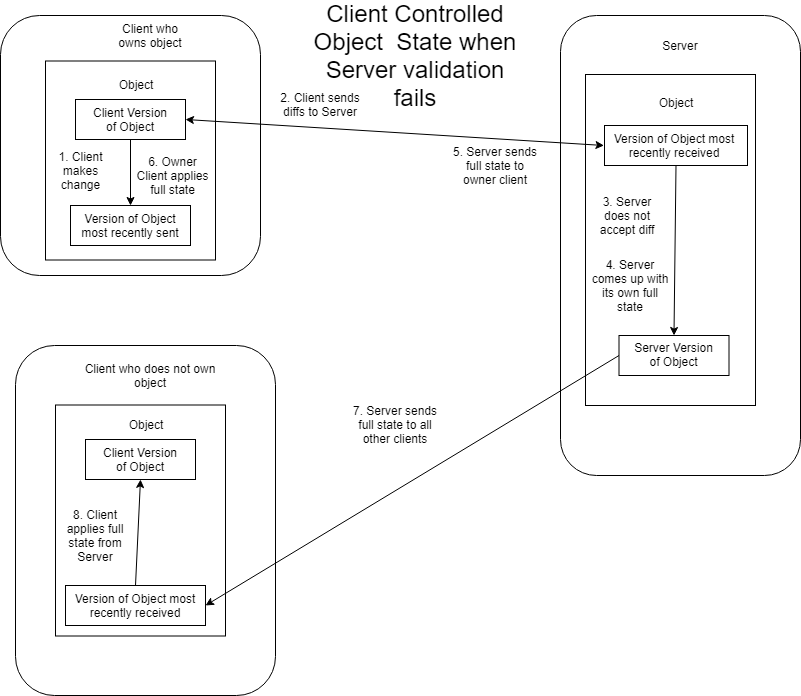 Client Controlled
Object State when
Server validation
fails
Client who
owns object
Object
Client Version
of Object
1. Client
makes
change
6. Owner
Client applies
full state
Version of Object
most recently sent
2. Client sends
diffs to Server
5. Server sends
full state to
owner client
Server
Object
Version of Object most
recently received
3. Server
does not
accept diff
4. Server
comes up with
its own full
state
Server Version
of Object
7. Server sends
full state to all
other clients
Client who does not own
object
Object
Client Version
of Object
8. Client
applies full
state from
Server
Version of Object most
recently received